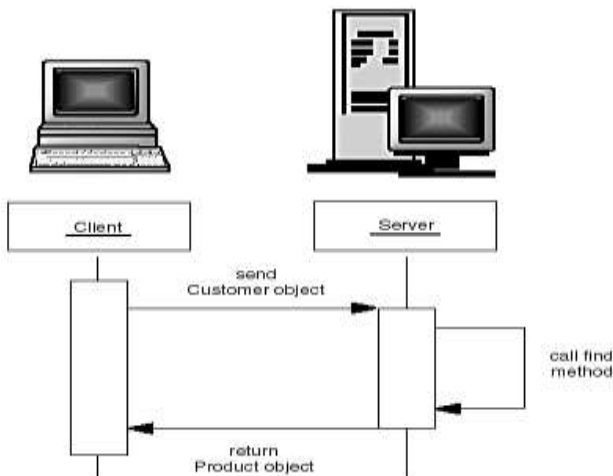 Client
Server
send
Customer object
call find
method
return
Product object